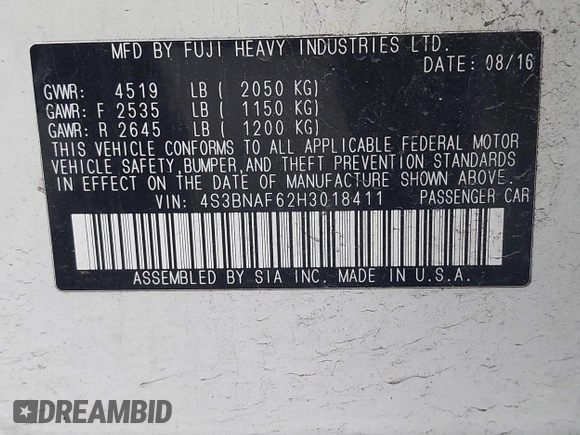 MFD BY FUJI HEAVY INDUSTRIES LTD.
DATE: 08/16
GVWR: 4519 LB ( 2050 KG)
GAWR: F 2535 LB ( 1150 KG)
GAWR: R 2645 LB ( 1200 KG)
THIS VEHICLE CONFORMS TO ALL APPLICABLE FEDERAL MOTOR
VEHICLE SAFETY,BUMPER,AND THEFT PREVENTION STANDARDS
IN EFFECT ON THE DATE OF MANUFACTURE SHOWN ABOVE.
VIN: 4S3BNAF62H3018411 PASSENGER CAR
ASSEMBLED BY SIA INC. MADE IN U.S.A.
DREAMBID